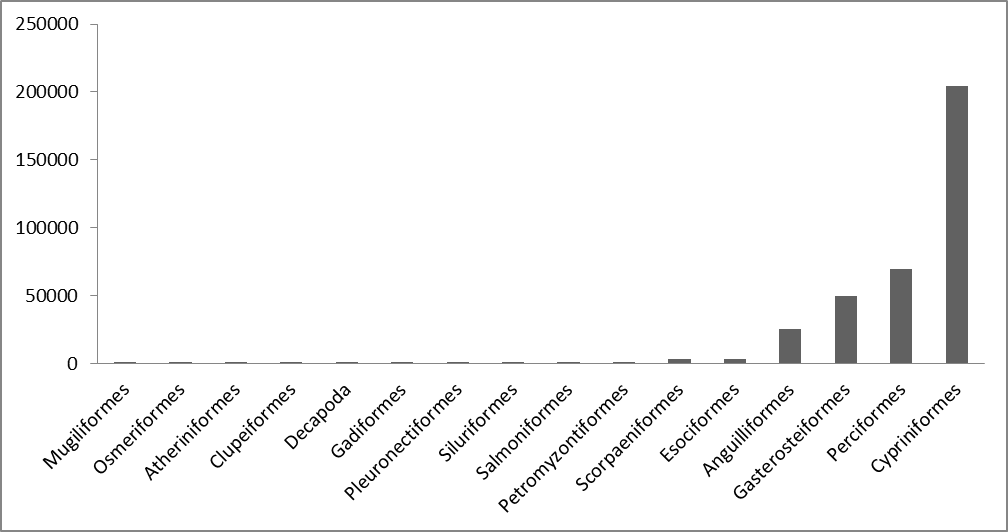 250000
200000
150000
100000
50000
0
Mugiliformes
Osmeriformes
Atheriniformes
Clupeiformes
Decapoda
Gadiformes
Pleuronectiformes
Siluriformes
Salmoniformes
Petromyzontiformes
Scorpaeniformes
Esociformes
Anguilliformes
Gasterosteiformes
Perciformes
Cypriniformes